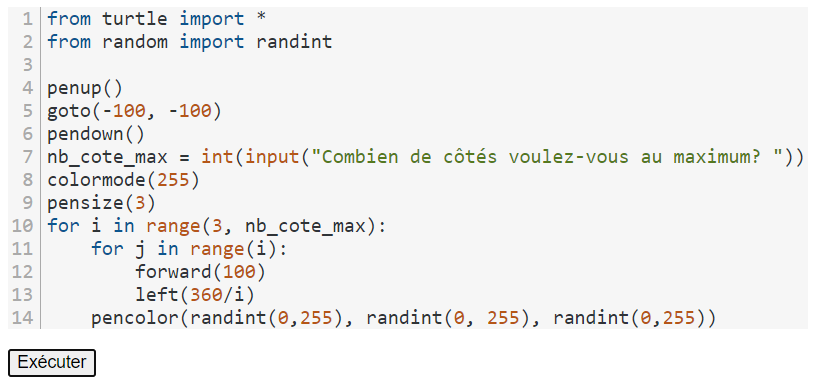 1 from turtle import *
2 from random import randint
3
4 penup()
5 goto(-100, -100)
6 pendown()
7 nb_cote_max = int(input("Combien de côtés voulez-vous au maximum? "))
8 colormode(255)
9 pensize(3)
10 for i in range(3, nb_cote_max):
11     for j in range(i):
12         forward(100)
13         left(360/i)
14     pencolor(randint(0,255), randint(0, 255), randint(0,255))
Exécuter